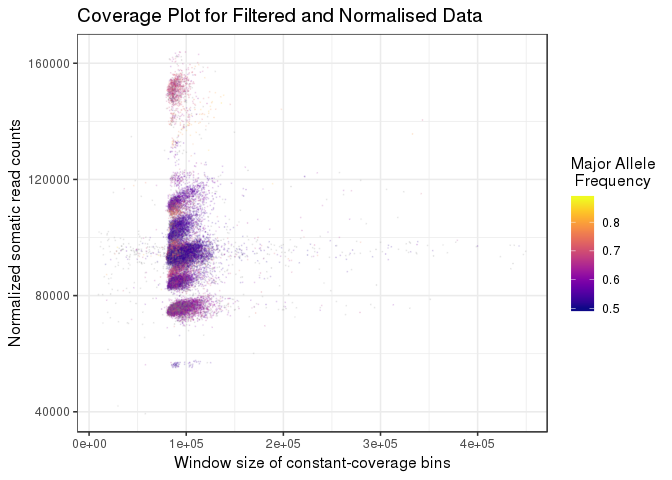 Coverage Plot for Filtered and Normalised Data
Normalized somatic read counts
160000
120000
80000
40000
0e+00 1e+05 2e+05 3e+05 4e+05
Window size of constant-coverage bins
Major Allele
Frequency
0.8
0.7
0.6
0.5